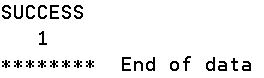 SUCCESS
1
******** End of data